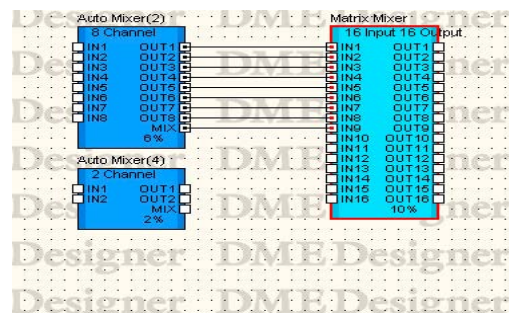 Auto Mixer(2)
8 Channel
IN1 OUT1
IN2 OUT2
IN3 OUT3
IN4 OUT4
IN5 OUT5
IN6 OUT6
IN7 OUT7
IN8 OUT8
MIX
6%
Auto Mixer(4)
2 Channel
IN1 OUT1
IN2 OUT2
MIX
2%
Matrix Mixer
16 Input 16 Output
IN1 OUT1
IN2 OUT2
IN3 OUT3
IN4 OUT4
IN5 OUT5
IN6 OUT6
IN7 OUT7
IN8 OUT8
IN9 OUT9
IN10 OUT10
IN11 OUT11
IN12 OUT12
IN13 OUT13
IN14 OUT14
IN15 OUT15
IN16 OUT16
10%
Designer DME Designer
Designer DME Designer